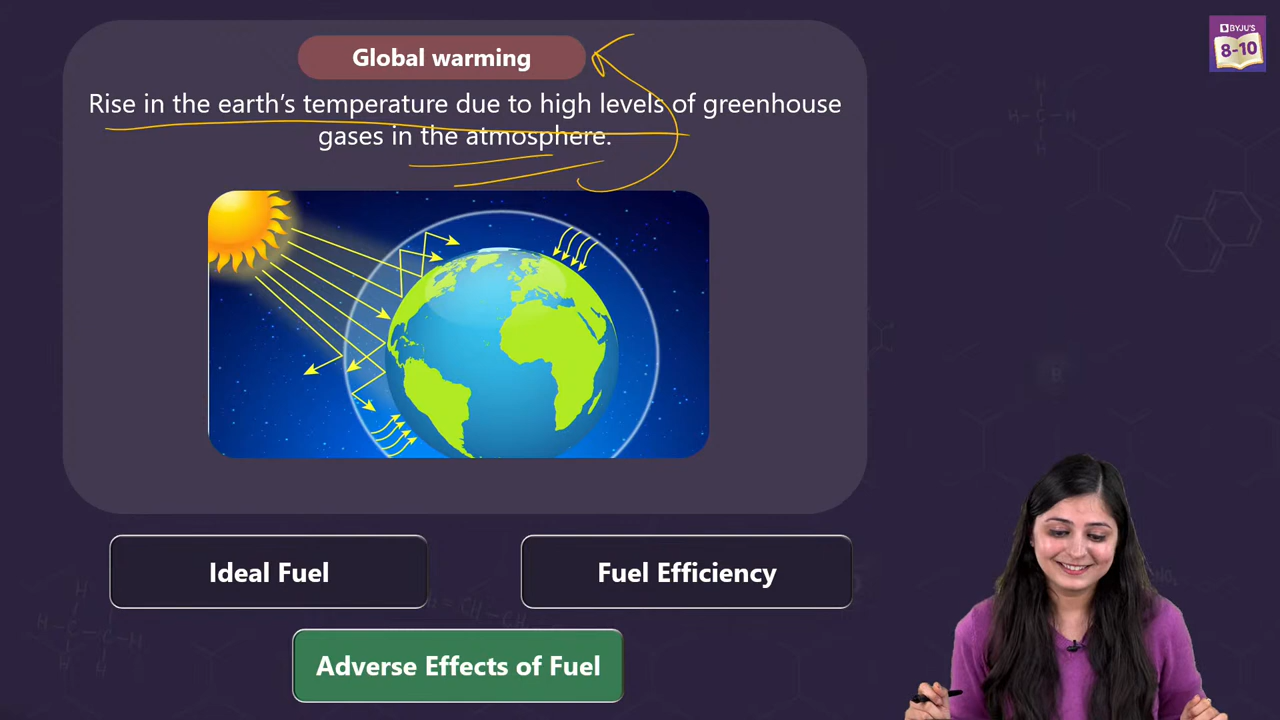 BYJU'S
8-10
Global warming
Rise in the earth's temperature due to high levels of greenhouse
gases in the atmosphere.
Ideal Fuel
Fuel Efficiency
Adverse Effects of Fuel